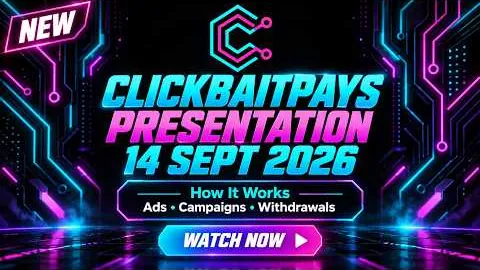 NEW
CLICKBAITPAYS
PRESENTATION
14 SEPT 2026
How It Works
Ads • Campaigns • Withdrawals
WATCH NOW